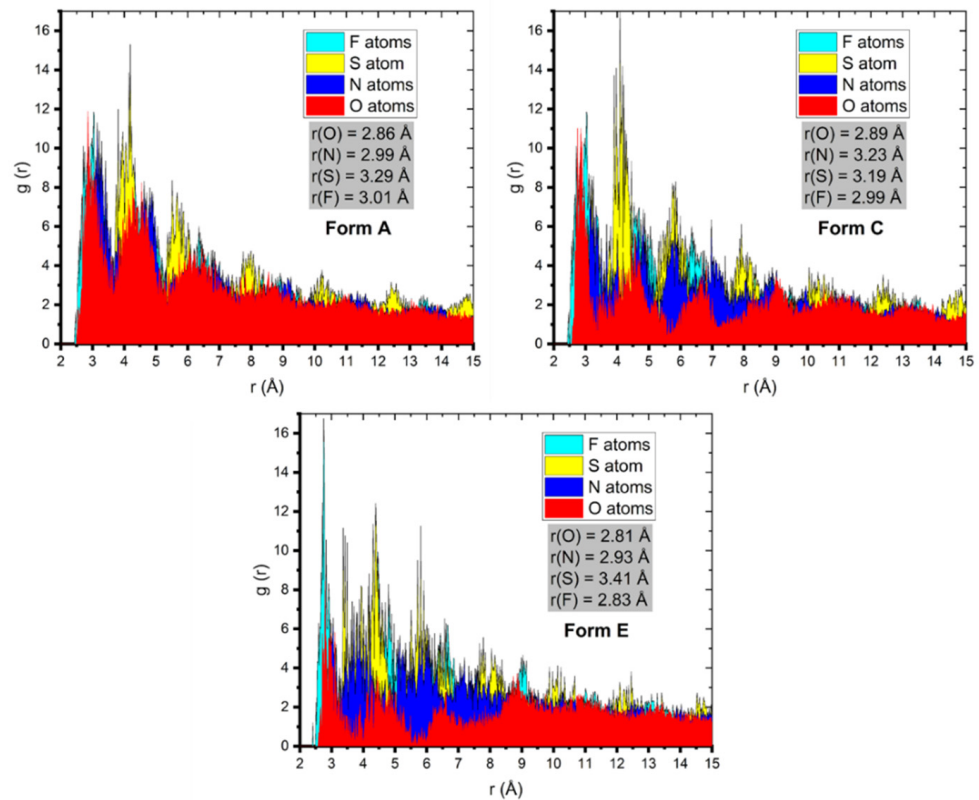 16
14
12
10
8
6
4
2
0
g (r)
F atoms
S atom
N atoms
O atoms
r(O) = 2.86 Å
r(N) = 2.99 Å
r(S) = 3.29 Å
r(F) = 3.01 Å
Form A
2 3 4 5 6 7 8 9 10 11 12 13 14 15
r (Å)
16
14
12
10
8
6
4
2
0
g (r)
F atoms
S atom
N atoms
O atoms
r(O) = 2.89 Å
r(N) = 3.23 Å
r(S) = 3.19 Å
r(F) = 2.99 Å
Form C
2 3 4 5 6 7 8 9 10 11 12 13 14 15
r (Å)
16
14
12
10
8
6
4
2
0
g (r)
F atoms
S atom
N atoms
O atoms
r(O) = 2.81 Å
r(N) = 2.93 Å
r(S) = 3.41 Å
r(F) = 2.83 Å
Form E
2 3 4 5 6 7 8 9 10 11 12 13 14 15
r (Å)